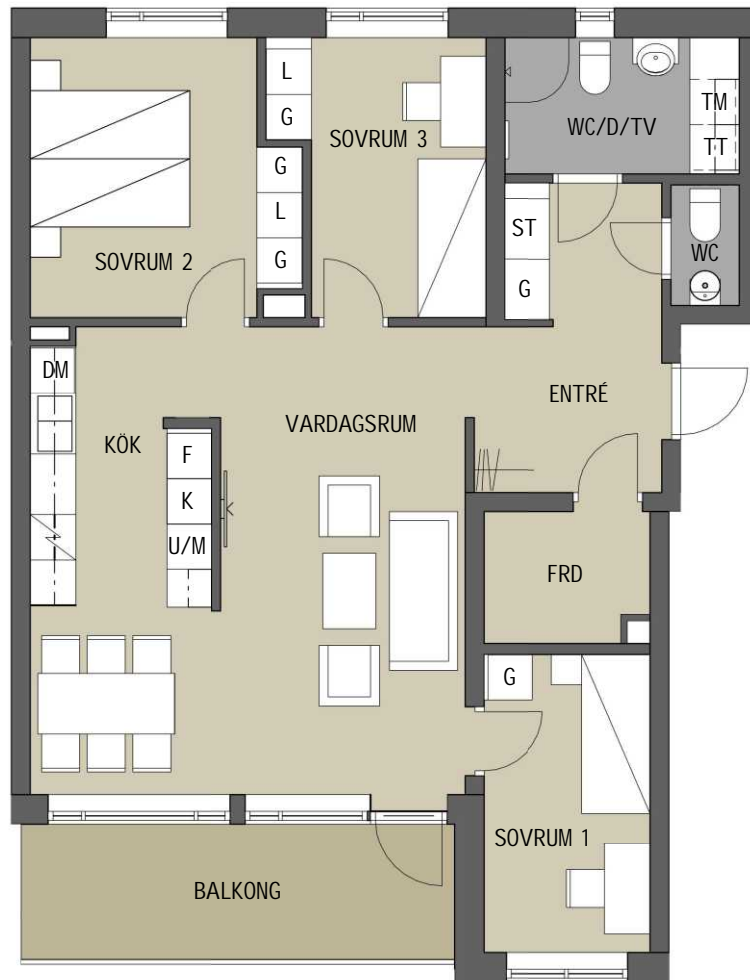 L
G
SOVRUM 3
WC/D/TV
TM
TT
G
L
G
SOVRUM 2
ST
G
WC
DM
KÖK
VARDAGSRUM
ENTRÉ
F
K
U/M
FRD
G
SOVRUM 1
BALKONG